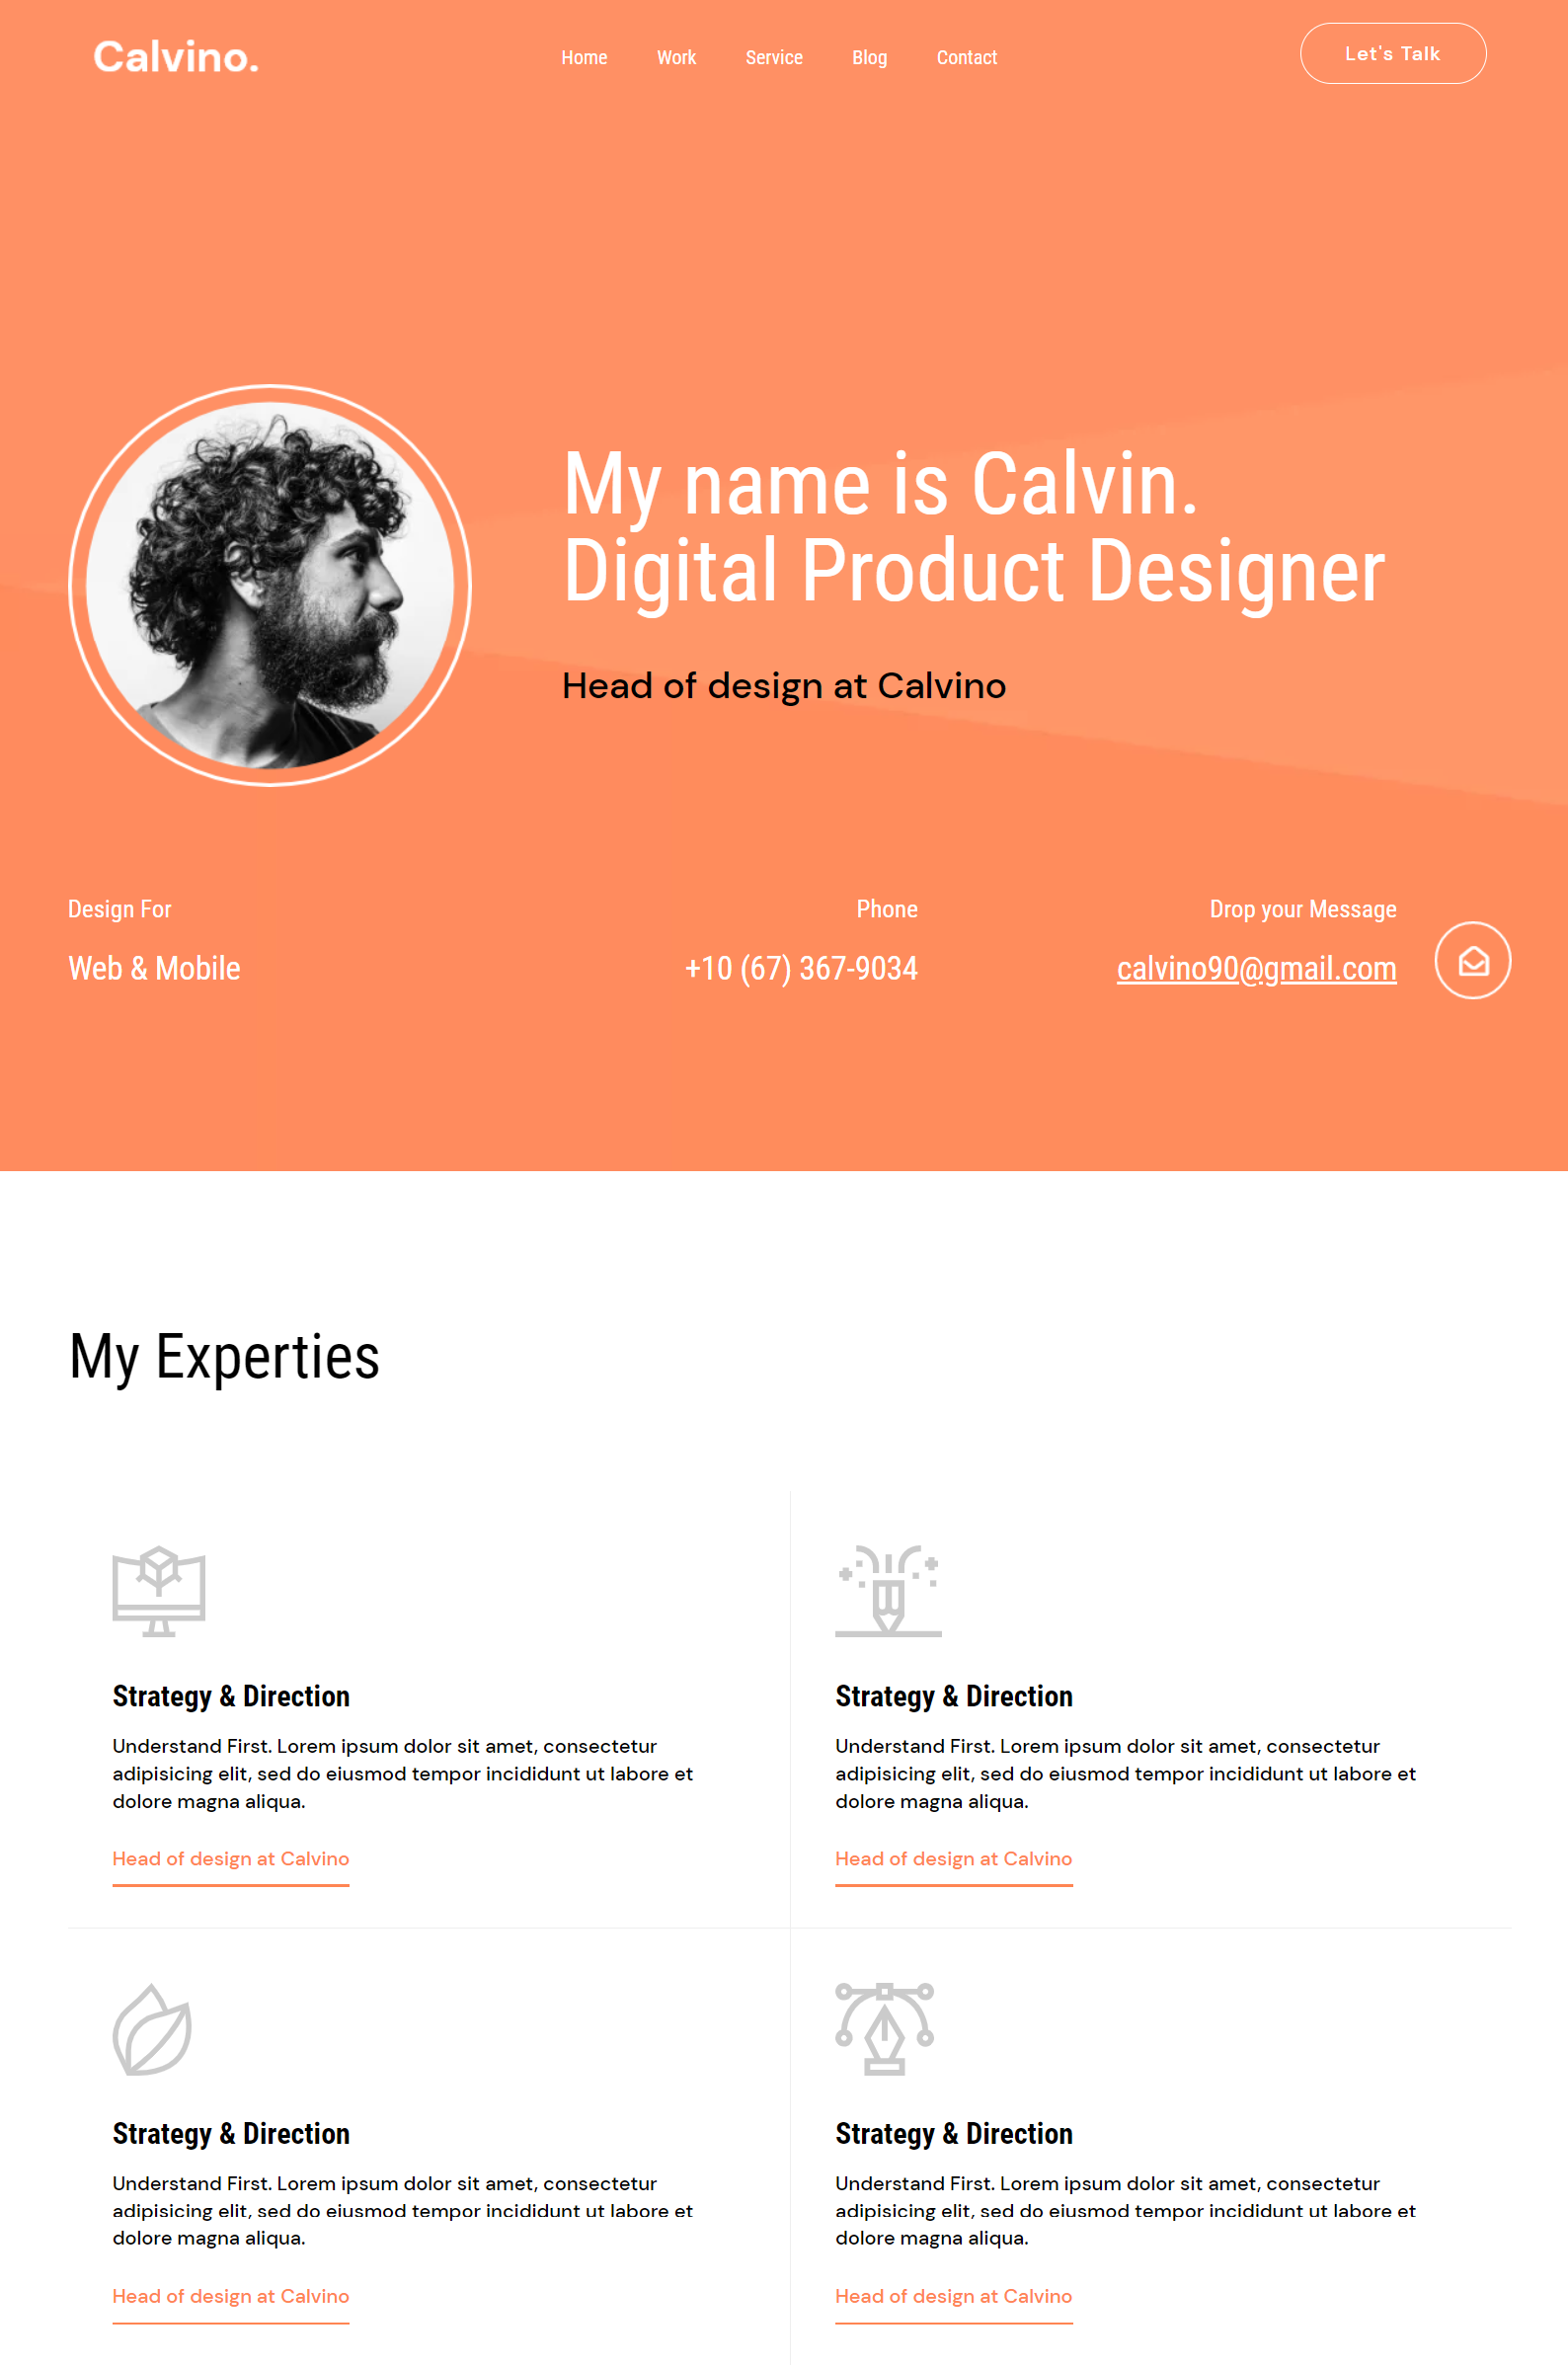 Calvino.
Home Work Service Blog Contact
Let's Talk
My name is Calvin.
Digital Product Designer
Head of design at Calvino
Design For
Web & Mobile
Phone
+10 (67) 367-9034
Drop your Message
calvino90@gmail.com
My Experties
Strategy & Direction
Understand First. Lorem ipsum dolor sit amet, consectetur
adipisicing elit, sed do eiusmod tempor incididunt ut labore et
dolore magna aliqua.
Head of design at Calvino
Strategy & Direction
Understand First. Lorem ipsum dolor sit amet, consectetur
adipisicing elit, sed do eiusmod tempor incididunt ut labore et
dolore magna aliqua.
Head of design at Calvino
Strategy & Direction
Understand First. Lorem ipsum dolor sit amet, consectetur
adipisicing elit, sed do eiusmod tempor incididunt ut labore et
dolore magna aliqua.
Head of design at Calvino
Strategy & Direction
Understand First. Lorem ipsum dolor sit amet, consectetur
adipisicing elit, sed do eiusmod tempor incididunt ut labore et
dolore magna aliqua.
Head of design at Calvino